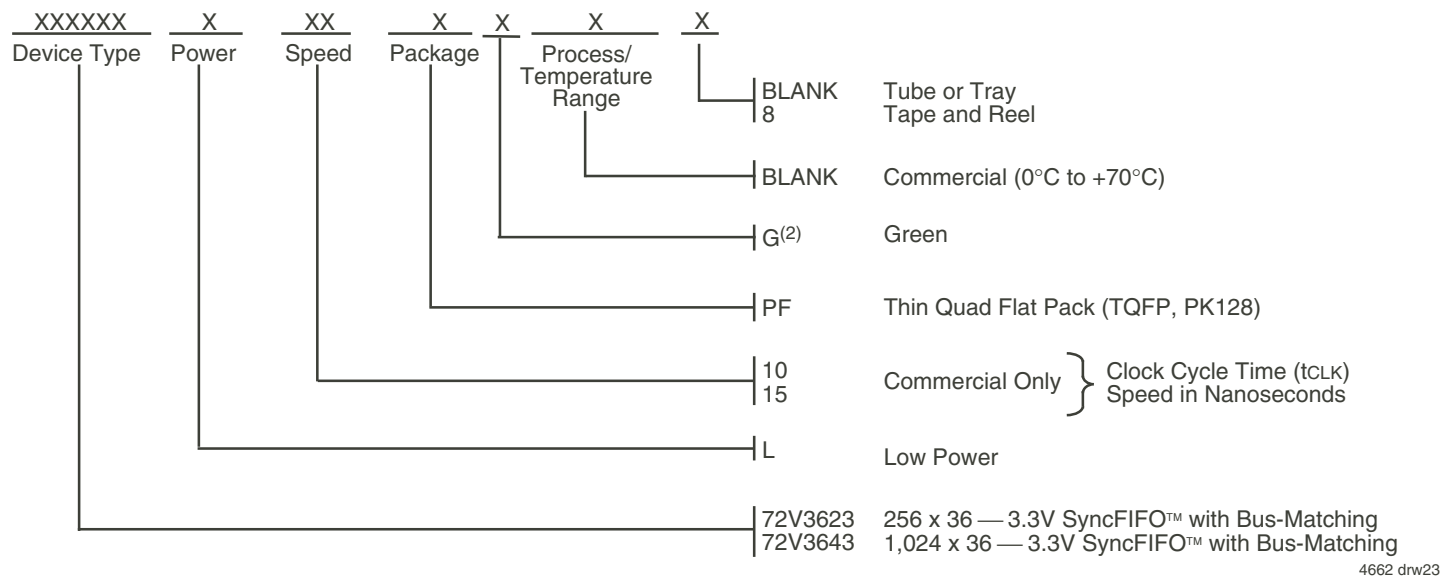 XXXXXX X XX X X X X
Device Type Power Speed Package Process/
Temperature
Range
BLANK Tube or Tray
8 Tape and Reel
BLANK Commercial (0°C to +70°C)
G(2) Green
PF Thin Quad Flat Pack (TQFP, PK128)
10
15
Commercial Only
Clock Cycle Time (tCLK)
Speed in Nanoseconds
L Low Power
72V3623 256 x 36 — 3.3V SyncFIFO™ with Bus-Matching
72V3643 1,024 x 36 — 3.3V SyncFIFO™ with Bus-Matching
4662 drw23